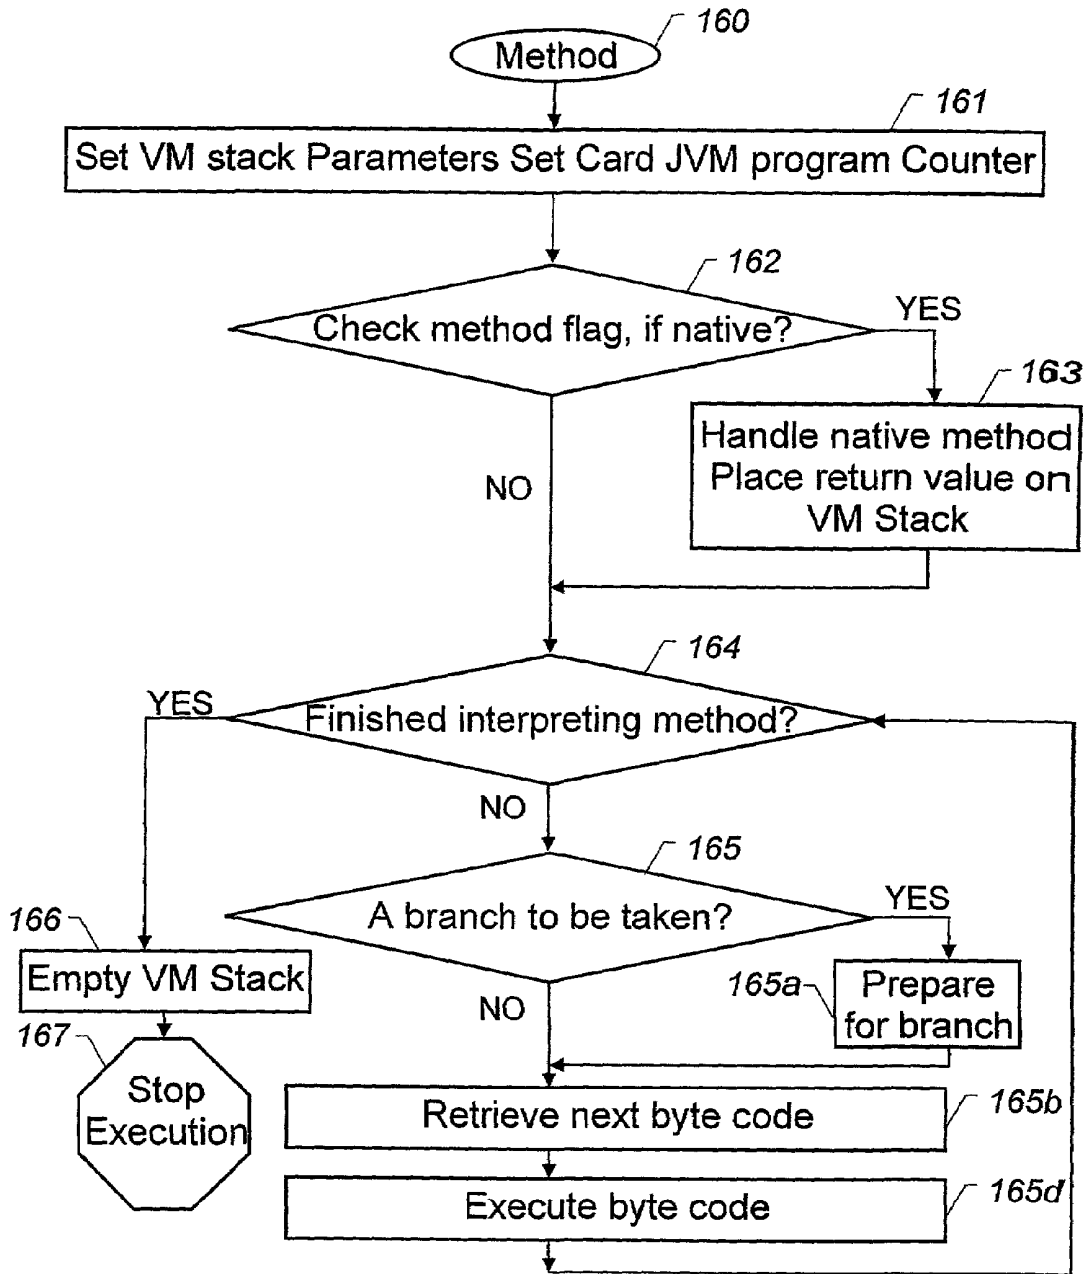 160
Method
161
Set VM stack Parameters Set Card JVM program Counter
162
Check method flag, if native?
YES
163
Handle native method
Place return value on
VM Stack
NO
164
YES
Finished interpreting method?
NO
165
A branch to be taken?
YES
166
Empty VM Stack
165a
Prepare
for branch
NO
167
Stop
Execution
Retrieve next byte code
165b
Execute byte code
165d